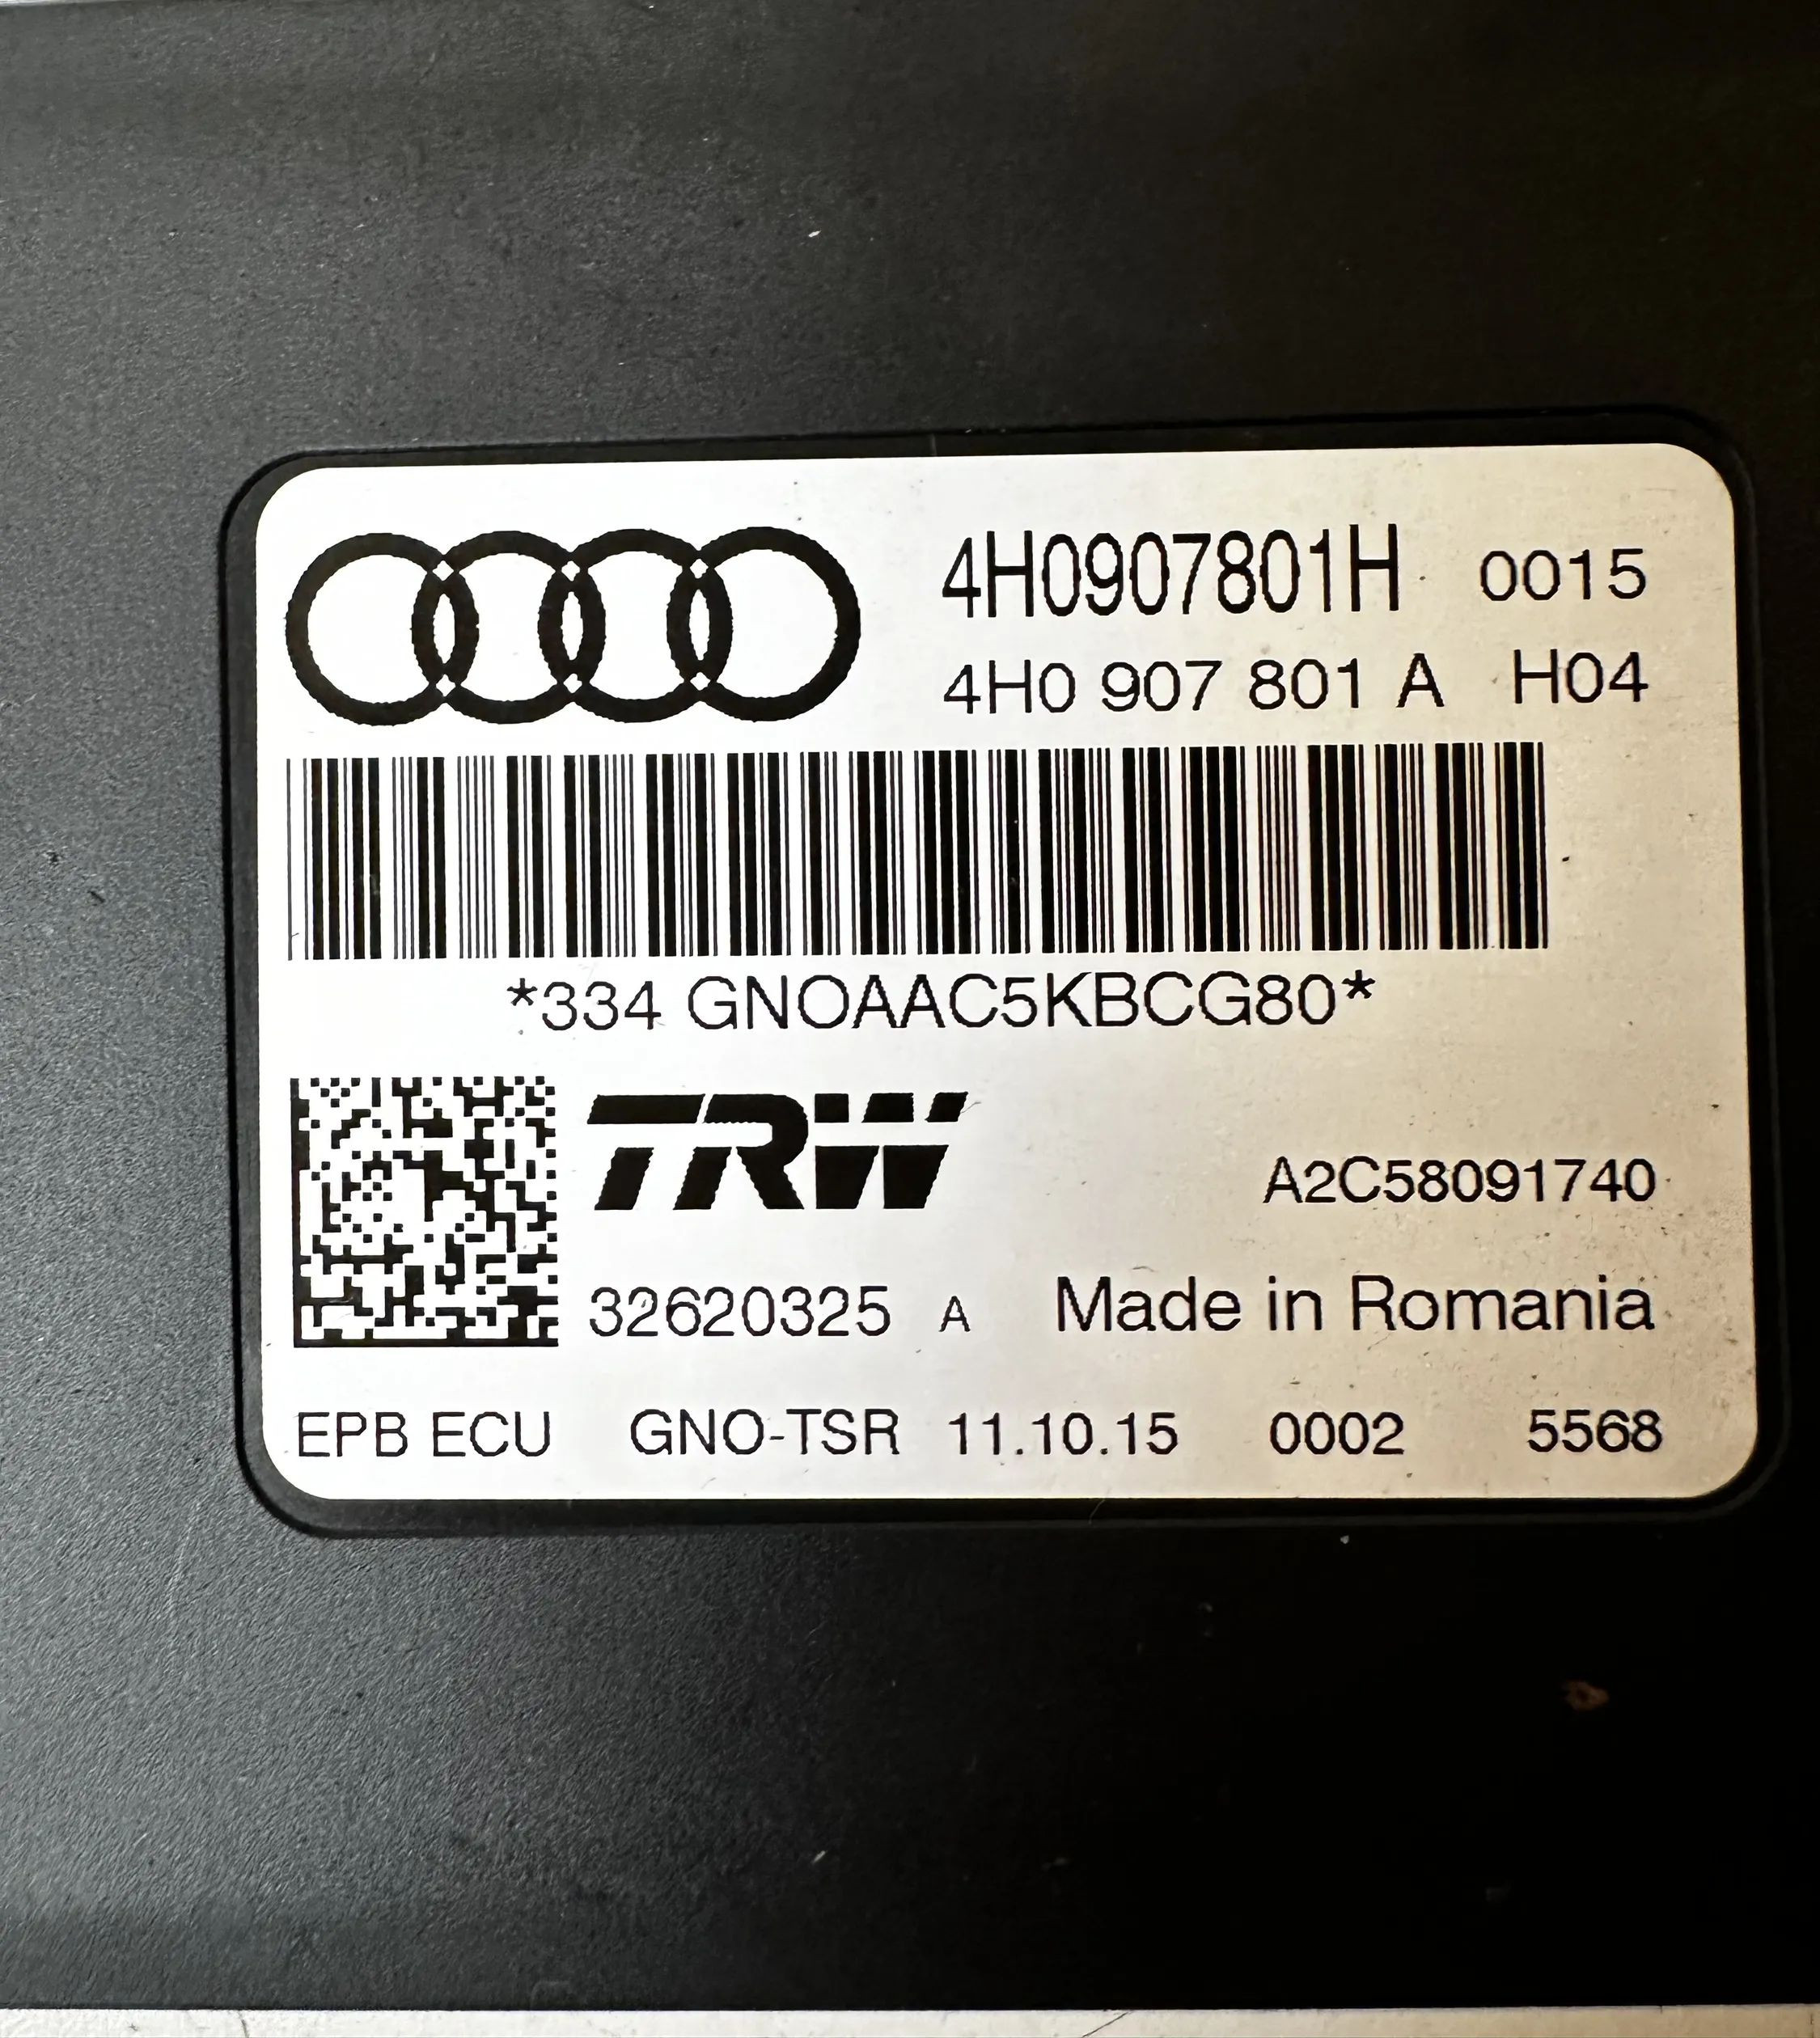 4H0907801H 0015
4H0 907 801 A H04
*334 GNOAAC5KBCG80*
TRW
A2C58091740
32620325 A Made in Romania
EPB ECU GNO-TSR 11.10.15 0002 5568